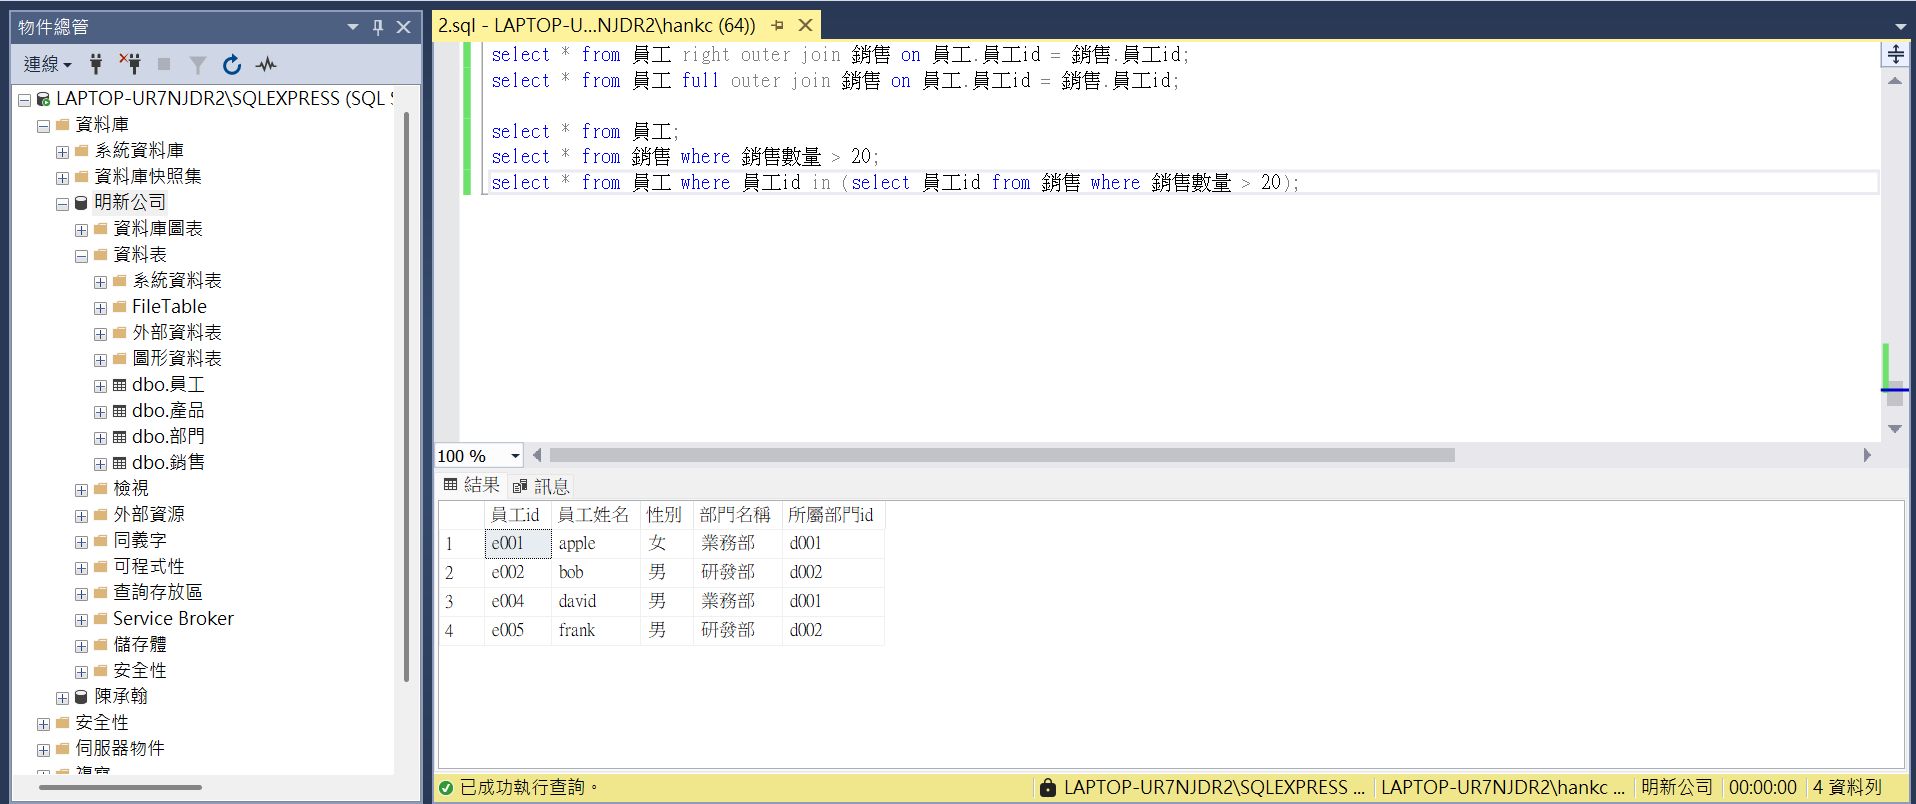 物件總管
連線
LAPTOP-UR7NJDR2\SQLEXPRESS (SQL S
資料庫
系統資料庫
資料庫快照集
明新公司
資料庫圖表
資料表
系統資料表
FileTable
外部資料表
圖形資料表
dbo.員工
dbo.產品
dbo.部門
dbo.銷售
檢視
外部資源
同義字
可程式性
查詢存放區
Service Broker
儲存體
安全性
陳承翰
安全性
伺服器物件
複寫
2.sql - LAPTOP-U...NJDR2\hankc (64))
select * from 員工 right outer join 銷售 on 員工.員工id = 銷售.員工id;
select * from 員工 full outer join 銷售 on 員工.員工id = 銷售.員工id;
select * from 員工;
select * from 銷售 where 銷售數量 > 20;
select * from 員工 where 員工id in (select 員工id from 銷售 where 銷售數量 > 20);
100 %
結果 訊息
員工id 員工姓名 性別 部門名稱 所屬部門id
1 e001 apple 女 業務部 d001
2 e002 bob 男 研發部 d002
3 e004 david 男 業務部 d001
4 e005 frank 男 研發部 d002
已成功執行查詢。 LAPTOP-UR7NJDR2\SQLEXPRESS ... LAPTOP-UR7NJDR2\hankc ... 明新公司 00:00:00 4 資料列